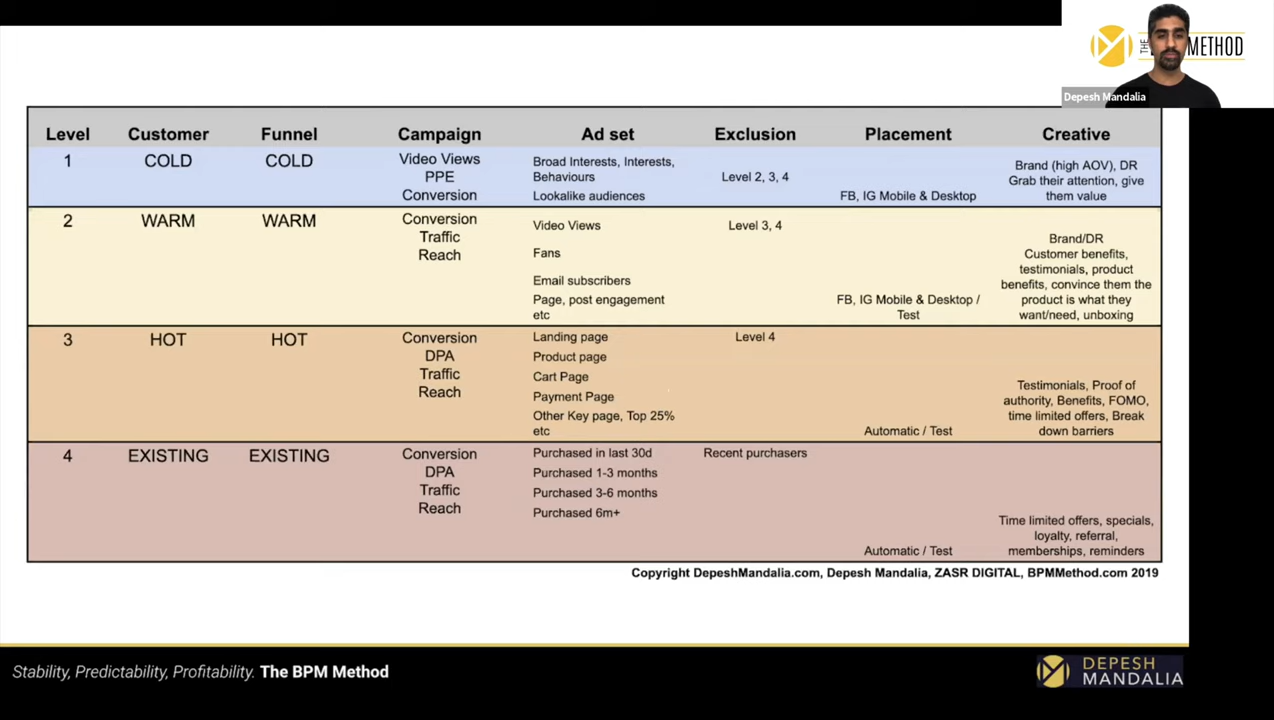 THE
METHOD
Depesh Mandalia
Level Customer Funnel Campaign Ad set Exclusion Placement Creative
1 COLD COLD
Video Views
PPE
Conversion
Broad Interests, Interests,
Behaviours
Lookalike audiences
Level 2, 3, 4
FB, IG Mobile & Desktop
Brand (high AOV), DR
Grab their attention, give
them value
2 WARM WARM
Conversion
Traffic
Reach
Video Views
Fans
Email subscribers
Page, post engagement
etc
Level 3, 4
FB, IG Mobile & Desktop /
Test
Brand/DR
Customer benefits,
testimonials, product
benefits, convince them the
product is what they
want/need, unboxing
3 HOT HOT
Conversion
DPA
Traffic
Reach
Landing page
Product page
Cart Page
Payment Page
Other Key page, Top 25%
etc
Level 4
Automatic / Test
Testimonials, Proof of
authority, Benefits, FOMO,
time limited offers, Break
down barriers
4 EXISTING EXISTING
Conversion
DPA
Traffic
Reach
Purchased in last 30d
Purchased 1-3 months
Purchased 3-6 months
Purchased 6m+
Recent purchasers
Automatic / Test
Time limited offers, specials,
loyalty, referral,
memberships, reminders
Copyright DepeshMandalia.com, Depesh Mandalia, ZASR DIGITAL, BPMMethod.com 2019
Stability, Predictability, Profitability. The BPM Method
DEPESH
MANDALIA